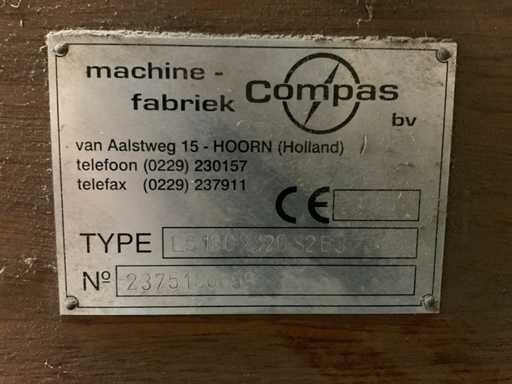 machine -
fabriek Compas
bv
van Aalstweg 15 - HOORN (Holland)
telefoon (0229) 230157
telefax (0229) 237911
CE
TYPE
Nº